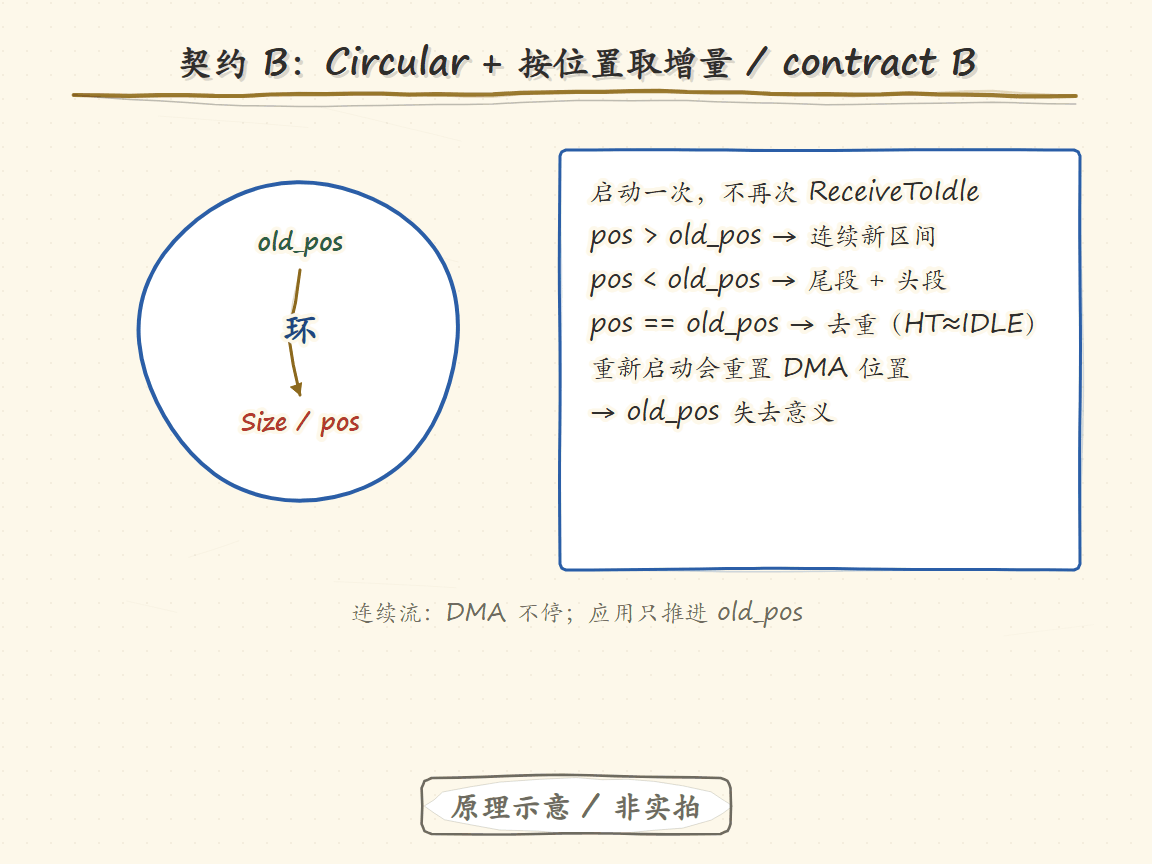 契约 B：Circular + 按位置取增量 / contract B
old_pos
环
Size / pos
启动一次，不再次 ReceiveToIdle
pos > old_pos → 连续新区间
pos < old_pos → 尾段 + 头段
pos == old_pos → 去重（HT≈IDLE）
重新启动会重置 DMA 位置
→ old_pos 失去意义
连续流：DMA 不停；应用只推进 old_pos
原理示意 / 非实拍